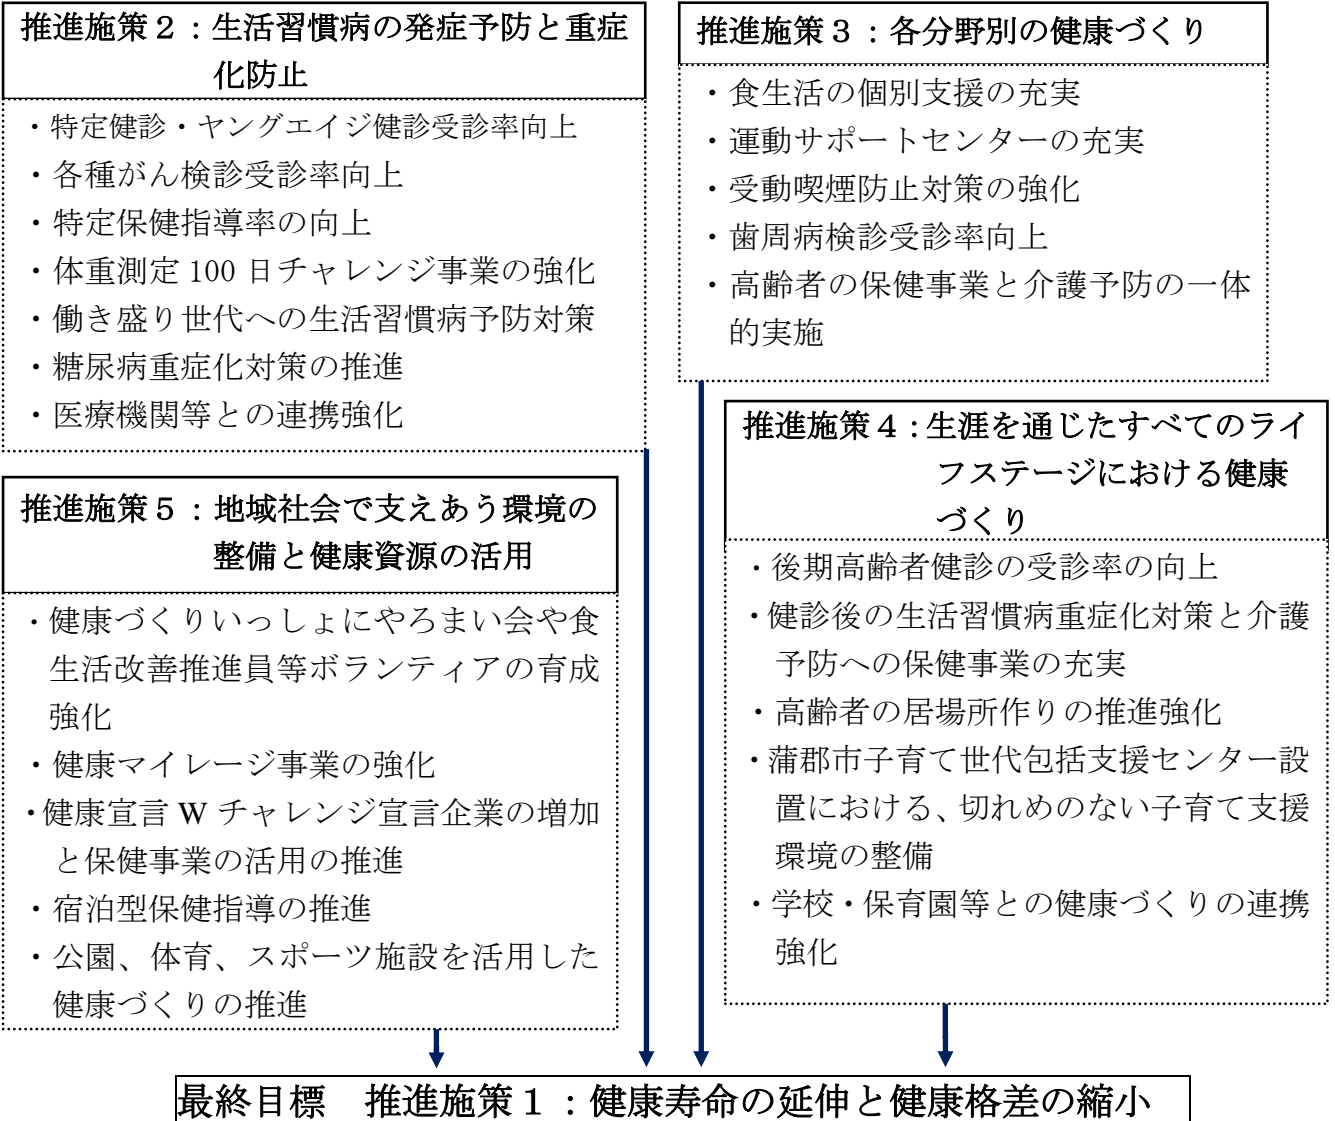 推進施策２：生活習慣病の発症予防と重症
化防止
・特定健診・ヤングエイジ健診受診率向上
・各種がん検診受診率向上
・特定保健指導率の向上
・体重測定 100 日チャレンジ事業の強化
・働き盛り世代への生活習慣病予防対策
・糖尿病重症化対策の推進
・医療機関等との連携強化
推進施策３：各分野別の健康づくり
・食生活の個別支援の充実
・運動サポートセンターの充実
・受動喫煙防止対策の強化
・歯周病検診受診率向上
・高齢者の保健事業と介護予防の一体
的実施
推進施策４：生涯を通じたすべてのライ
フステージにおける健康
づくり
・後期高齢者健診の受診率の向上
・健診後の生活習慣病重症化対策と介護
予防への保健事業の充実
・高齢者の居場所作りの推進強化
・蒲郡市子育て世代包括支援センター設
置における、切れめのない子育て支援
環境の整備
・学校・保育園等との健康づくりの連携
強化
推進施策５：地域社会で支えあう環境の
整備と健康資源の活用
・健康づくりいっしょにやろまい会や食
生活改善推進員等ボランティアの育成
強化
・健康マイレージ事業の強化
・健康宣言 W チャレンジ宣言企業の増加
と保健事業の活用の推進
・宿泊型保健指導の推進
・公園、体育、スポーツ施設を活用した
健康づくりの推進
最終目標　推進施策１：健康寿命の延伸と健康格差の縮小